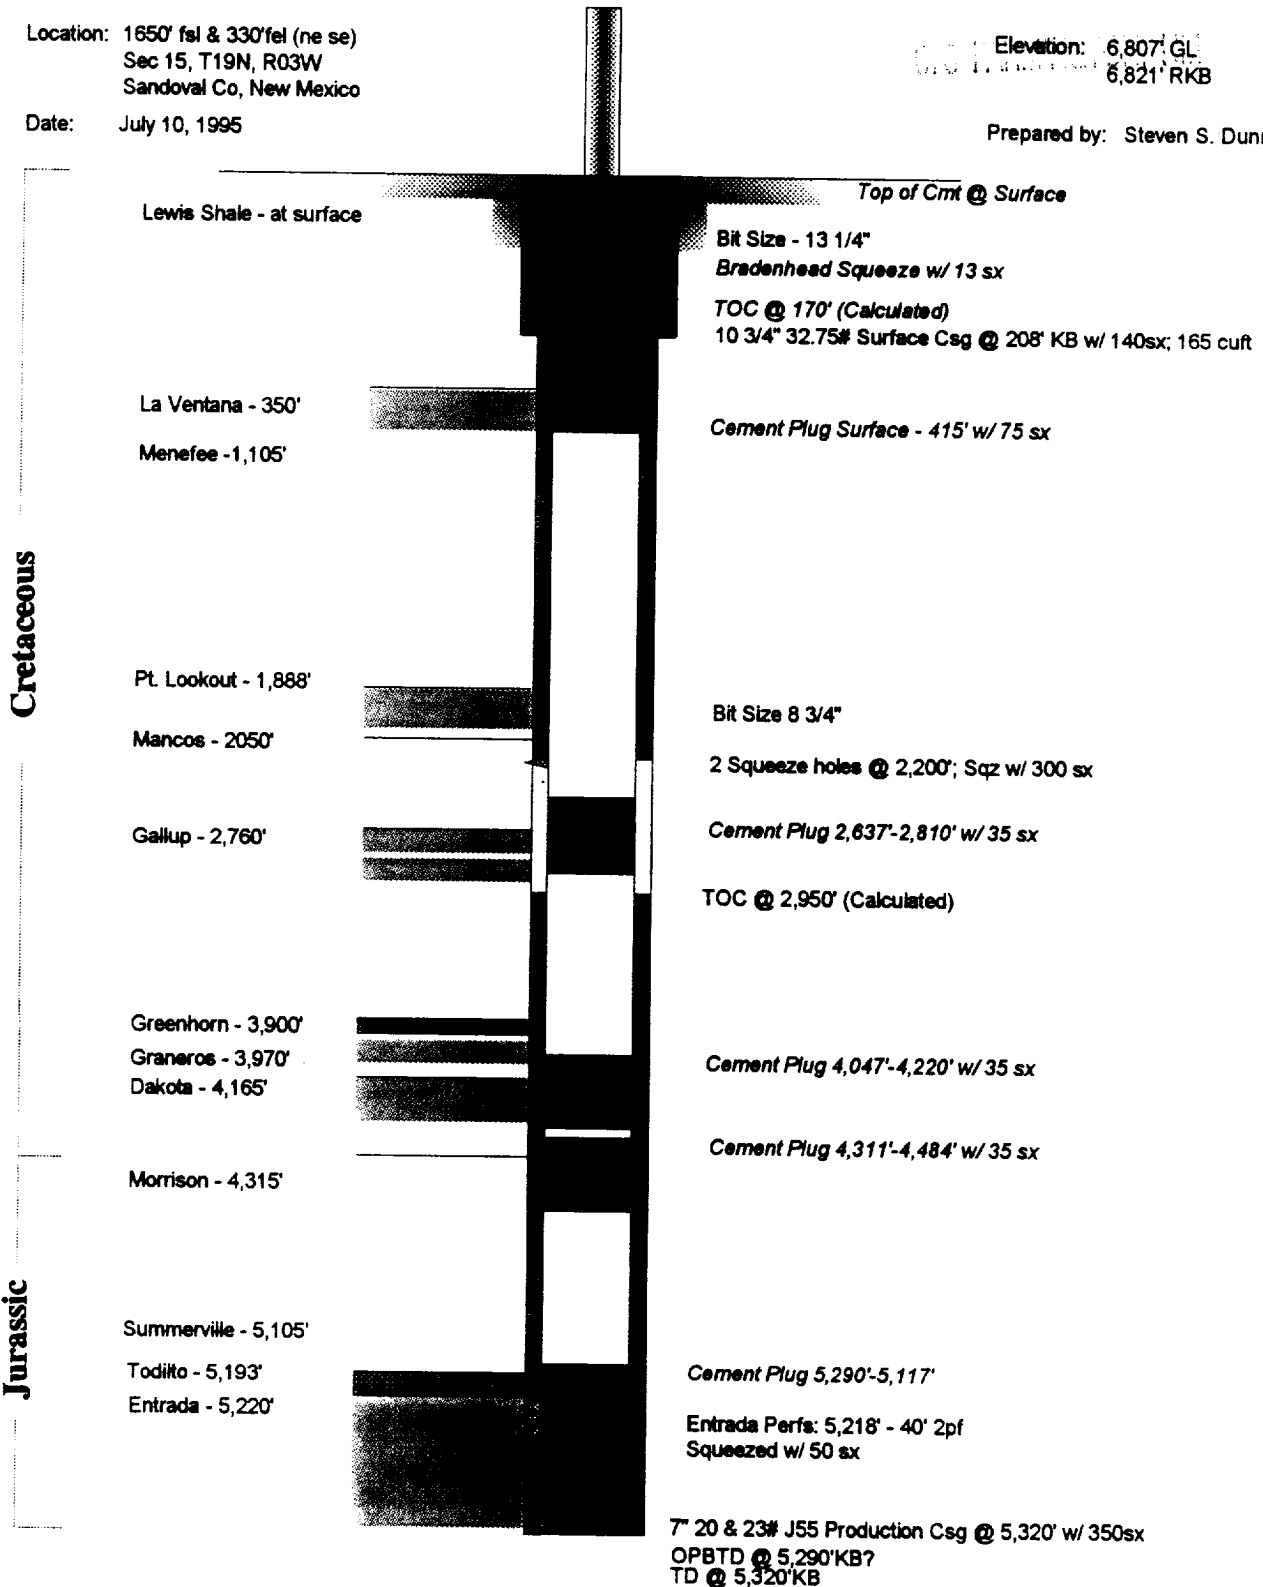 Location: 1650' fsl & 330'fel (ne se)
Sec 15, T19N, R03W
Sandoval Co, New Mexico
Date: July 10, 1995
Elevation: 6,807' GL
6,821' RKB
Prepared by: Steven S. Dunn
Top of Cmt @ Surface
Lewis Shale - at surface
Bit Size - 13 1/4"
Bradenhead Squeeze w/ 13 sx
TOC @ 170' (Calculated)
10 3/4" 32.75# Surface Csg @ 208' KB w/ 140sx; 165 cuft
La Ventana - 350'
Cement Plug Surface - 415' w/ 75 sx
Menefee -1,105'
Cretaceous
Pt. Lookout - 1,888'
Bit Size 8 3/4"
Mancos - 2050'
2 Squeeze holes @ 2,200'; Sqz w/ 300 sx
Gallup - 2,760'
Cement Plug 2,637'-2,810' w/ 35 sx
TOC @ 2,950' (Calculated)
Greenhorn - 3,900'
Graneros - 3,970'
Cement Plug 4,047'-4,220' w/ 35 sx
Dakota - 4,165'
Cement Plug 4,311'-4,484' w/ 35 sx
Morrison - 4,315'
Jurassic
Summerville - 5,105'
Todilto - 5,193'
Cement Plug 5,290'-5,117'
Entrada - 5,220'
Entrada Perfs: 5,218' - 40' 2pf
Squeezed w/ 50 sx
7" 20 & 23# J55 Production Csg @ 5,320' w/ 350sx
OPBTD @ 5,290'KB?
TD @ 5,320'KB